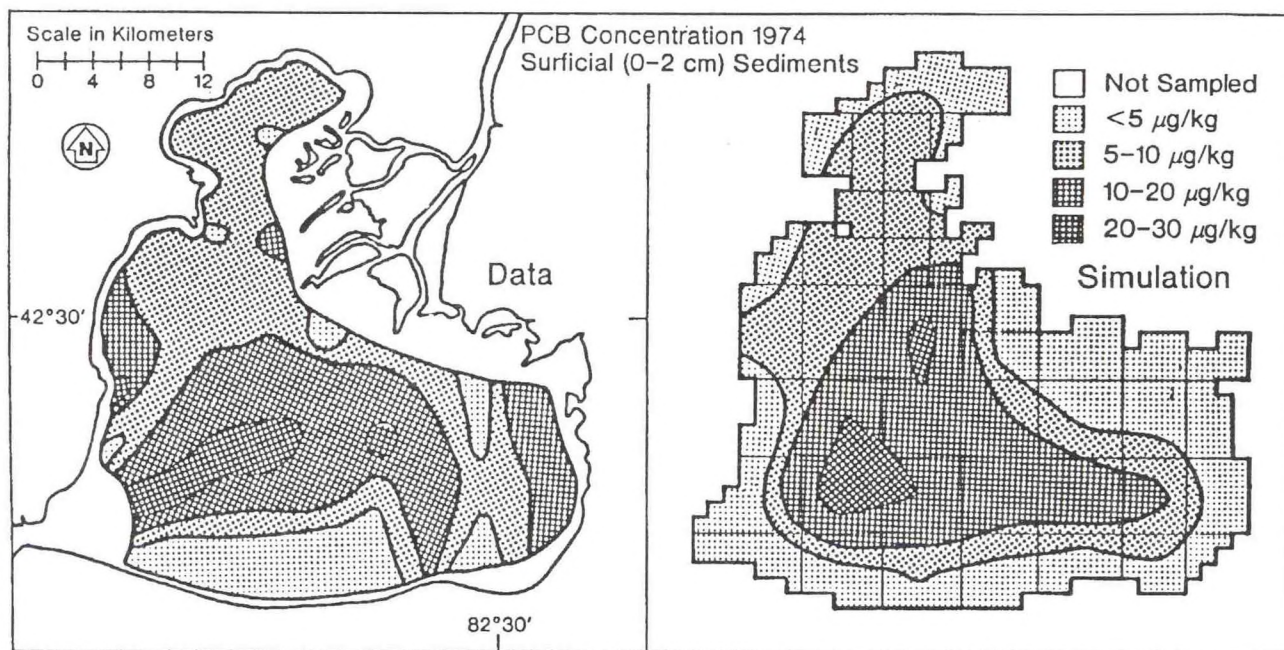 Scale in Kilometers
0 4 8 12
N
PCB Concentration 1974
Surficial (0–2 cm) Sediments
Not Sampled
<5 μg/kg
5–10 μg/kg
10–20 μg/kg
20–30 μg/kg
Data
Simulation
42°30′
82°30′